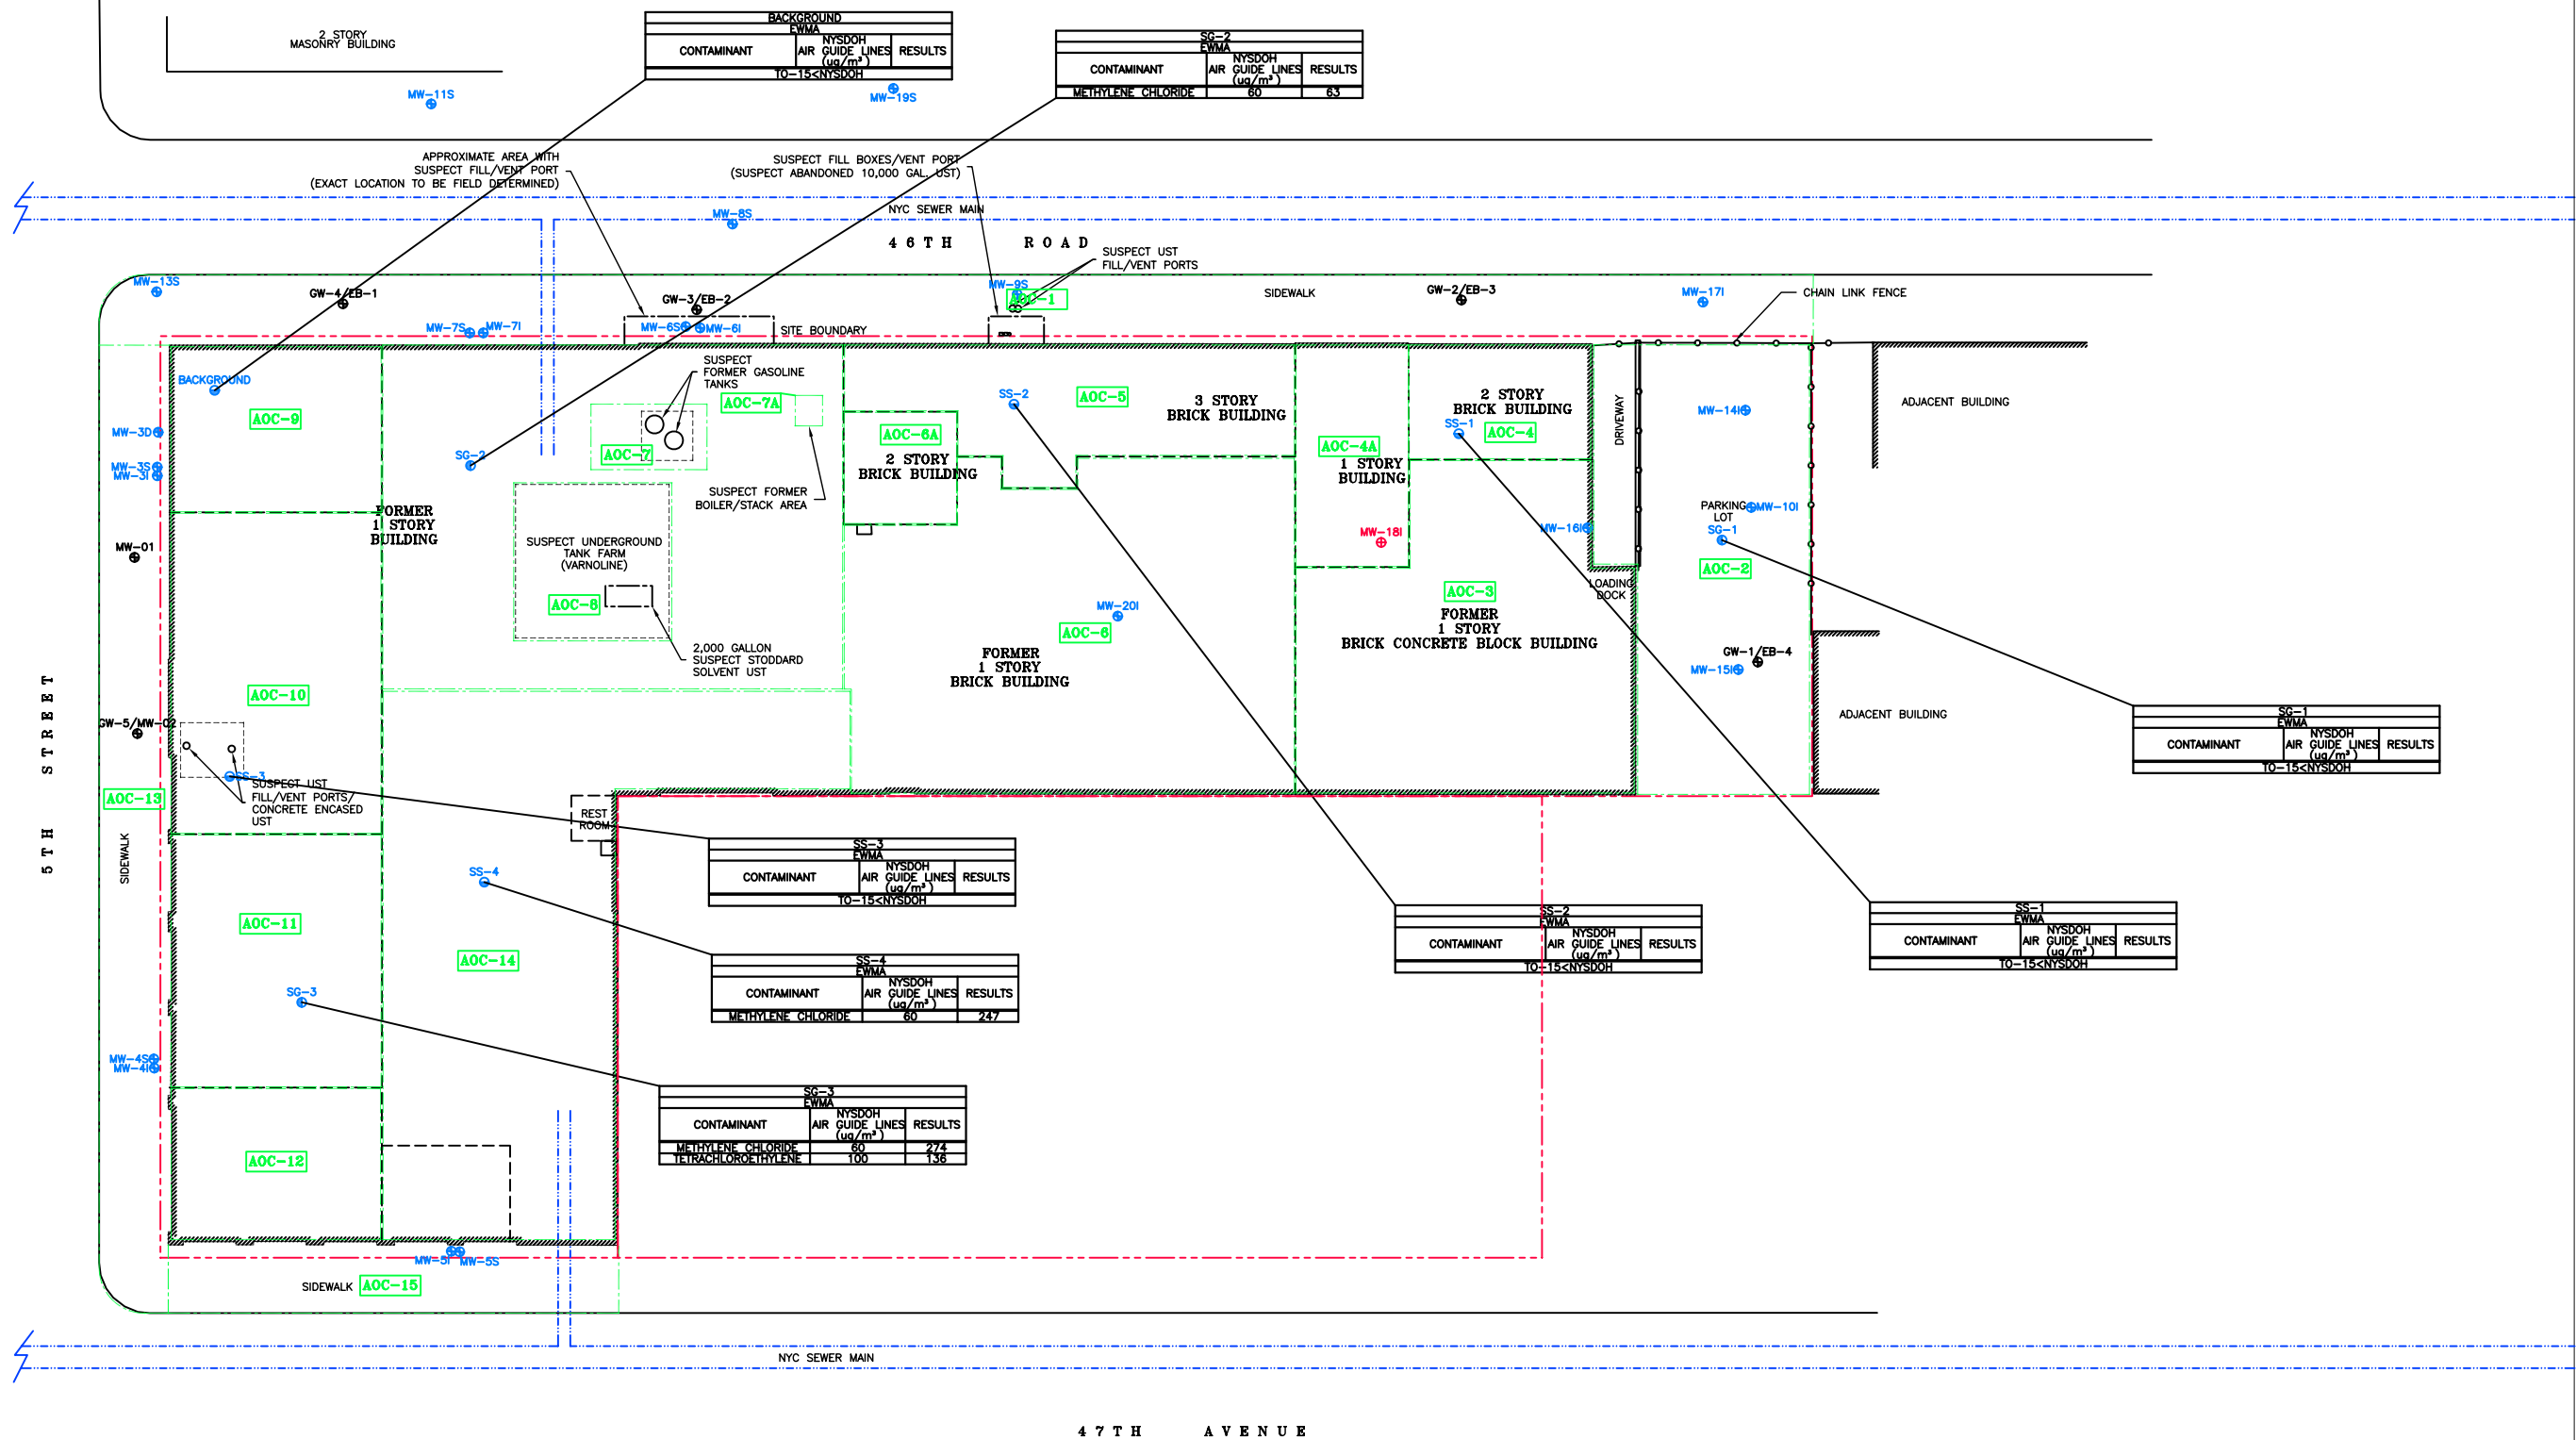 2 STORY
MASONRY BUILDING
BACKGROUND
EWMA
CONTAMINANT
NYSDOH
AIR GUIDE LINES
(ug/m³)
RESULTS
TO-15<NYSDOH
SG-2
EWMA
CONTAMINANT
NYSDOH
AIR GUIDE LINES
(ug/m³)
RESULTS
METHYLENE CHLORIDE 60 63
MW-11S
MW-19S
APPROXIMATE AREA WITH
SUSPECT FILL/VENT PORT
(EXACT LOCATION TO BE FIELD DETERMINED)
SUSPECT FILL BOXES/VENT PORT
(SUSPECT ABANDONED 10,000 GAL. UST)
MW-8S
NYC SEWER MAIN
46TH ROAD
SUSPECT UST
FILL/VENT PORTS
MW-13S
GW-4/EB-1
GW-3/EB-2
MW-9S
AOC-1
SIDEWALK
GW-2/EB-3
MW-17I
CHAIN LINK FENCE
MW-7S
MW-7I
MW-6S
MW-6I
SITE BOUNDARY
BACKGROUND
AOC-9
SUSPECT
FORMER GASOLINE
TANKS
AOC-7A
SS-2
AOC-5
3 STORY
BRICK BUILDING
2 STORY
BRICK BUILDING
SS-1
AOC-4
DRIVEWAY
MW-14I
ADJACENT BUILDING
MW-3D
MW-3S
MW-3I
SG-2
AOC-7
AOC-6A
2 STORY
BRICK BUILDING
AOC-4A
1 STORY
BUILDING
SUSPECT FORMER
BOILER/STACK AREA
FORMER
1 STORY
BUILDING
PARKING
LOT
MW-10I
MW-01
SUSPECT UNDERGROUND
TANK FARM
(VARNOLINE)
MW-18I
MW-16I
SG-1
AOC-2
AOC-8
MW-20I
AOC-6
AOC-3
LOADING
DOCK
FORMER
1 STORY
BRICK CONCRETE BLOCK BUILDING
2,000 GALLON
SUSPECT STODDARD
SOLVENT UST
FORMER
1 STORY
BRICK BUILDING
GW-1/EB-4
MW-15I
AOC-10
5TH STREET
GW-5/MW-02
ADJACENT BUILDING
SG-1
EWMA
CONTAMINANT
NYSDOH
AIR GUIDE LINES
(ug/m³)
RESULTS
TO-15<NYSDOH
SS-3
SUSPECT UST
FILL/VENT PORTS/
CONCRETE ENCASED
UST
AOC-13
SIDEWALK
REST
ROOM
SS-3
EWMA
CONTAMINANT
NYSDOH
AIR GUIDE LINES
(ug/m³)
RESULTS
TO-15<NYSDOH
SS-4
AOC-11
AOC-14
SS-4
EWMA
CONTAMINANT
NYSDOH
AIR GUIDE LINES
(ug/m³)
RESULTS
METHYLENE CHLORIDE 60 247
SS-2
EWMA
CONTAMINANT
NYSDOH
AIR GUIDE LINES
(ug/m³)
RESULTS
TO-15<NYSDOH
SS-1
EWMA
CONTAMINANT
NYSDOH
AIR GUIDE LINES
(ug/m³)
RESULTS
TO-15<NYSDOH
SG-3
MW-4S
MW-4I
SG-3
EWMA
CONTAMINANT
NYSDOH
AIR GUIDE LINES
(ug/m³)
RESULTS
METHYLENE CHLORIDE 60 274
TETRACHLOROETHYLENE 100 136
AOC-12
MW-5I
MW-5S
SIDEWALK
AOC-15
NYC SEWER MAIN
47TH AVENUE